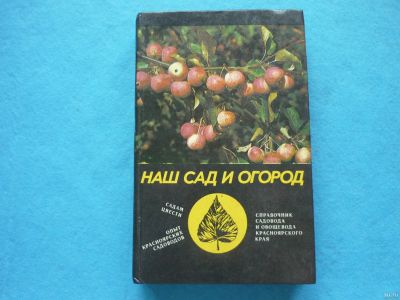 НАШ САД И ОГОРОД
САДАМ
ЦВЕСТИ
ОПЫТ
КРАСНОЯРСКИХ
САДОВОДОВ
СПРАВОЧНИК
САДОВОДА
И ОВОЩЕВОДА
КРАСНОЯРСКОГО
КРАЯ